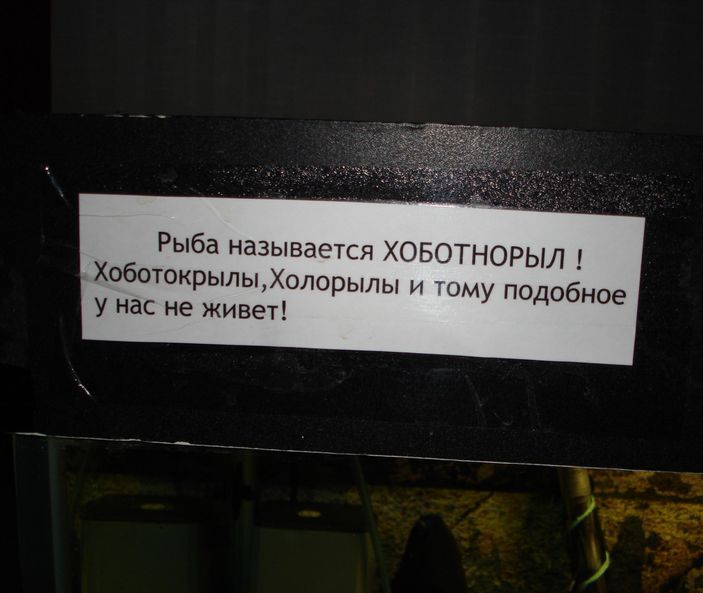 Рыба называется ХОБОТНОРЫЛ !
Хоботокрылы,Холорылы и тому подобное
у нас не живет!